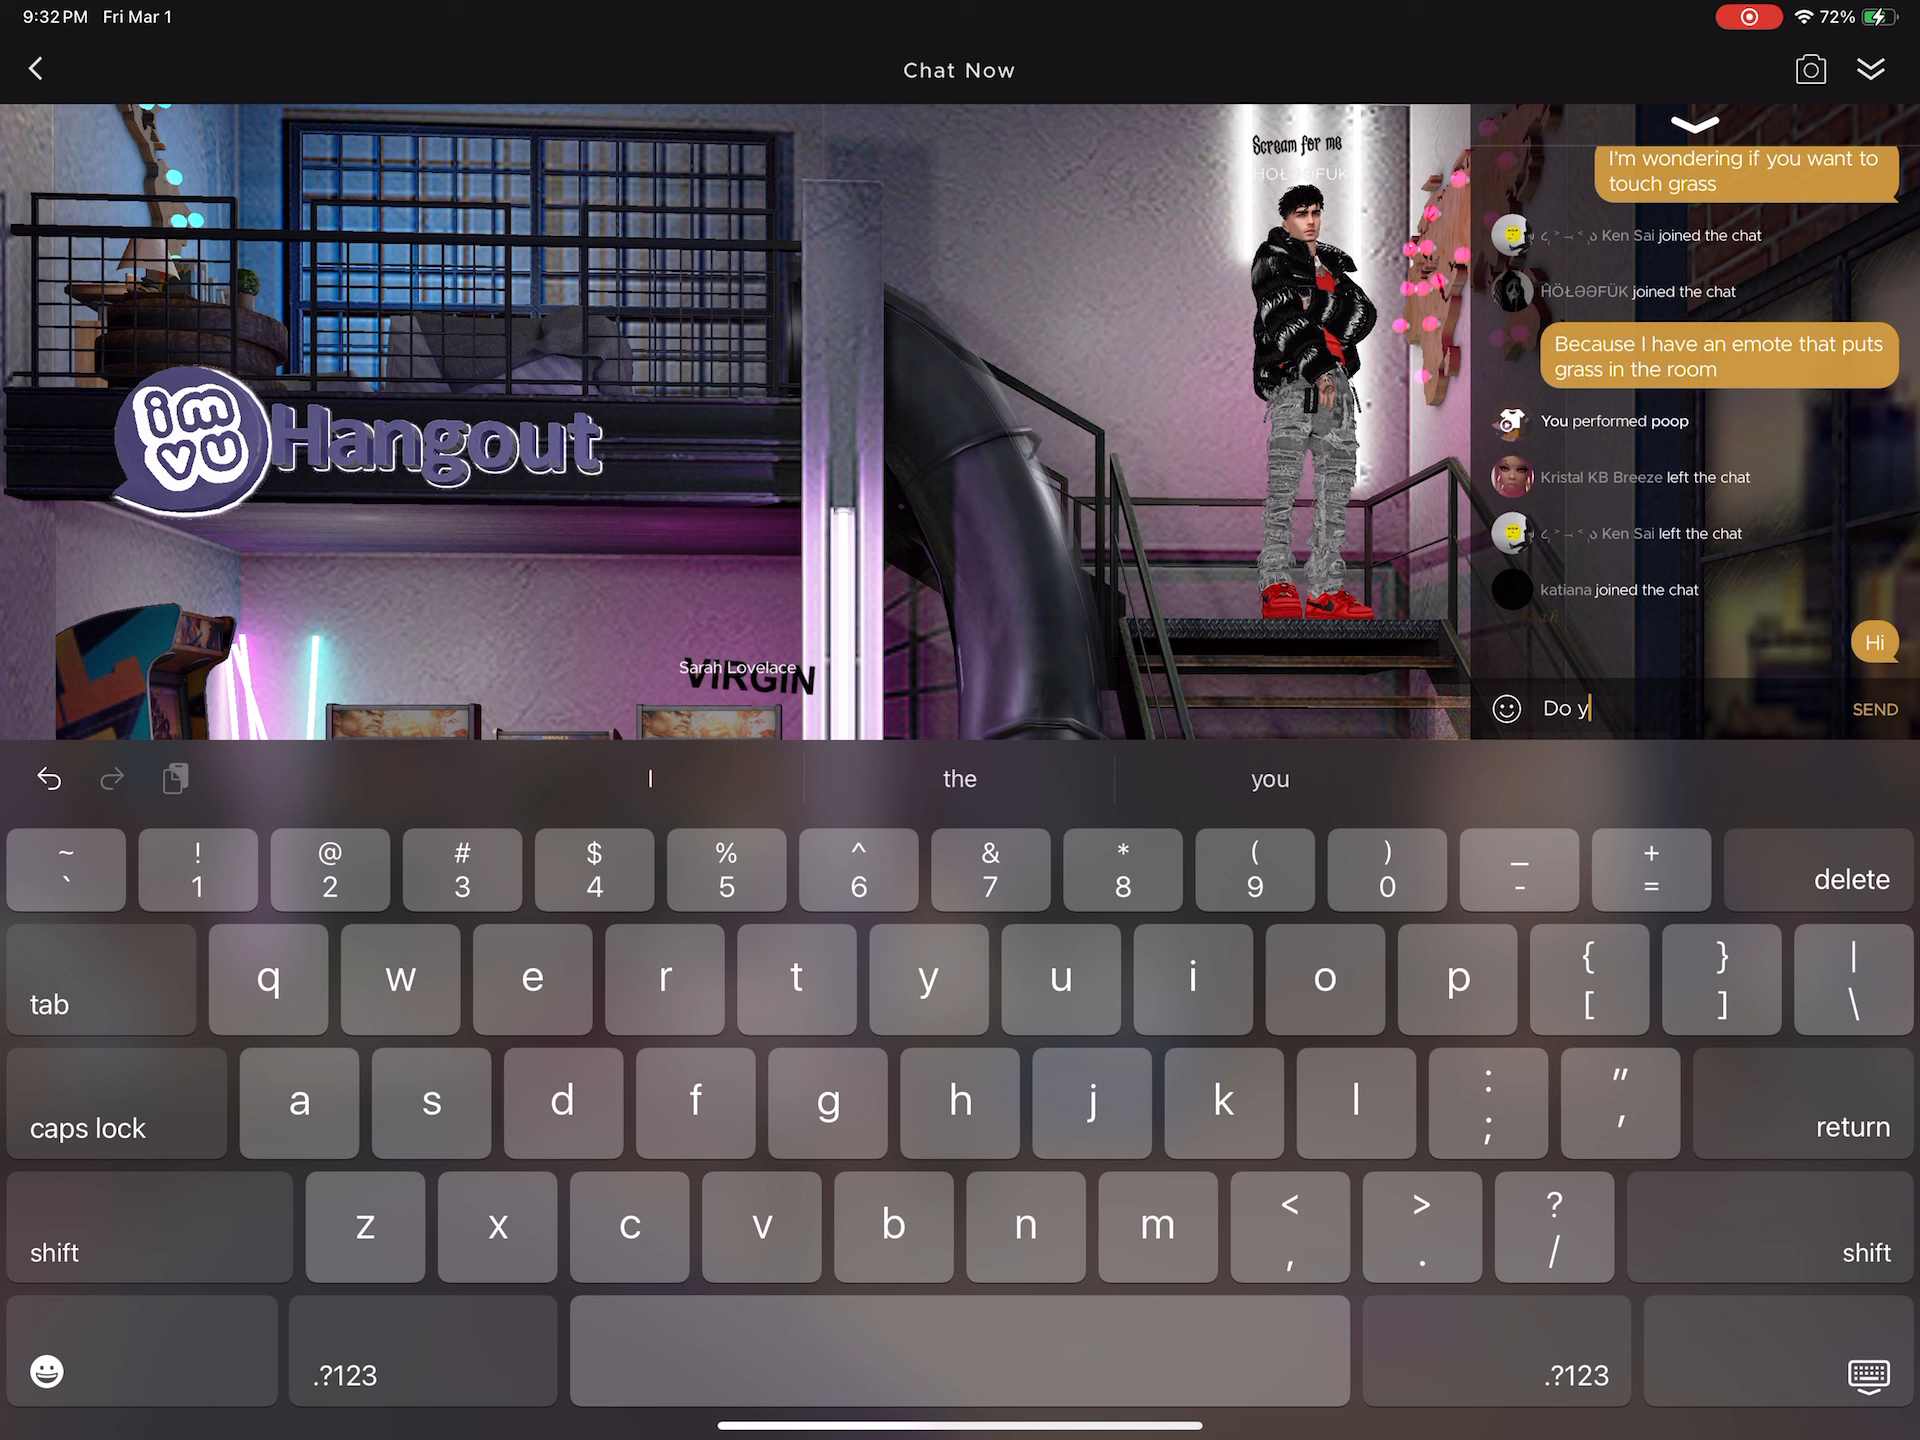 9:32 PM Fri Mar 1
72%
Chat Now
Scream for me
HÖŁƏƏFÜK
imvu Hangout
Sarah Lovelace
VIRGIN
I'm wondering if you want to
touch grass
Ken Sai joined the chat
HÖŁƏƏFÜK joined the chat
Because I have an emote that puts
grass in the room
You performed poop
Kristal KB Breeze left the chat
Ken Sai left the chat
katiana joined the chat
Hi
Do y
SEND
I the you
~ ! @ # $ % ^ & * ( ) _ +
` 1 2 3 4 5 6 7 8 9 0 - = delete
tab q w e r t y u i o p { [ } ] | \
caps lock a s d f g h j k l : ; " ' return
shift z x c v b n m < , > . ? / shift
.?123 .?123